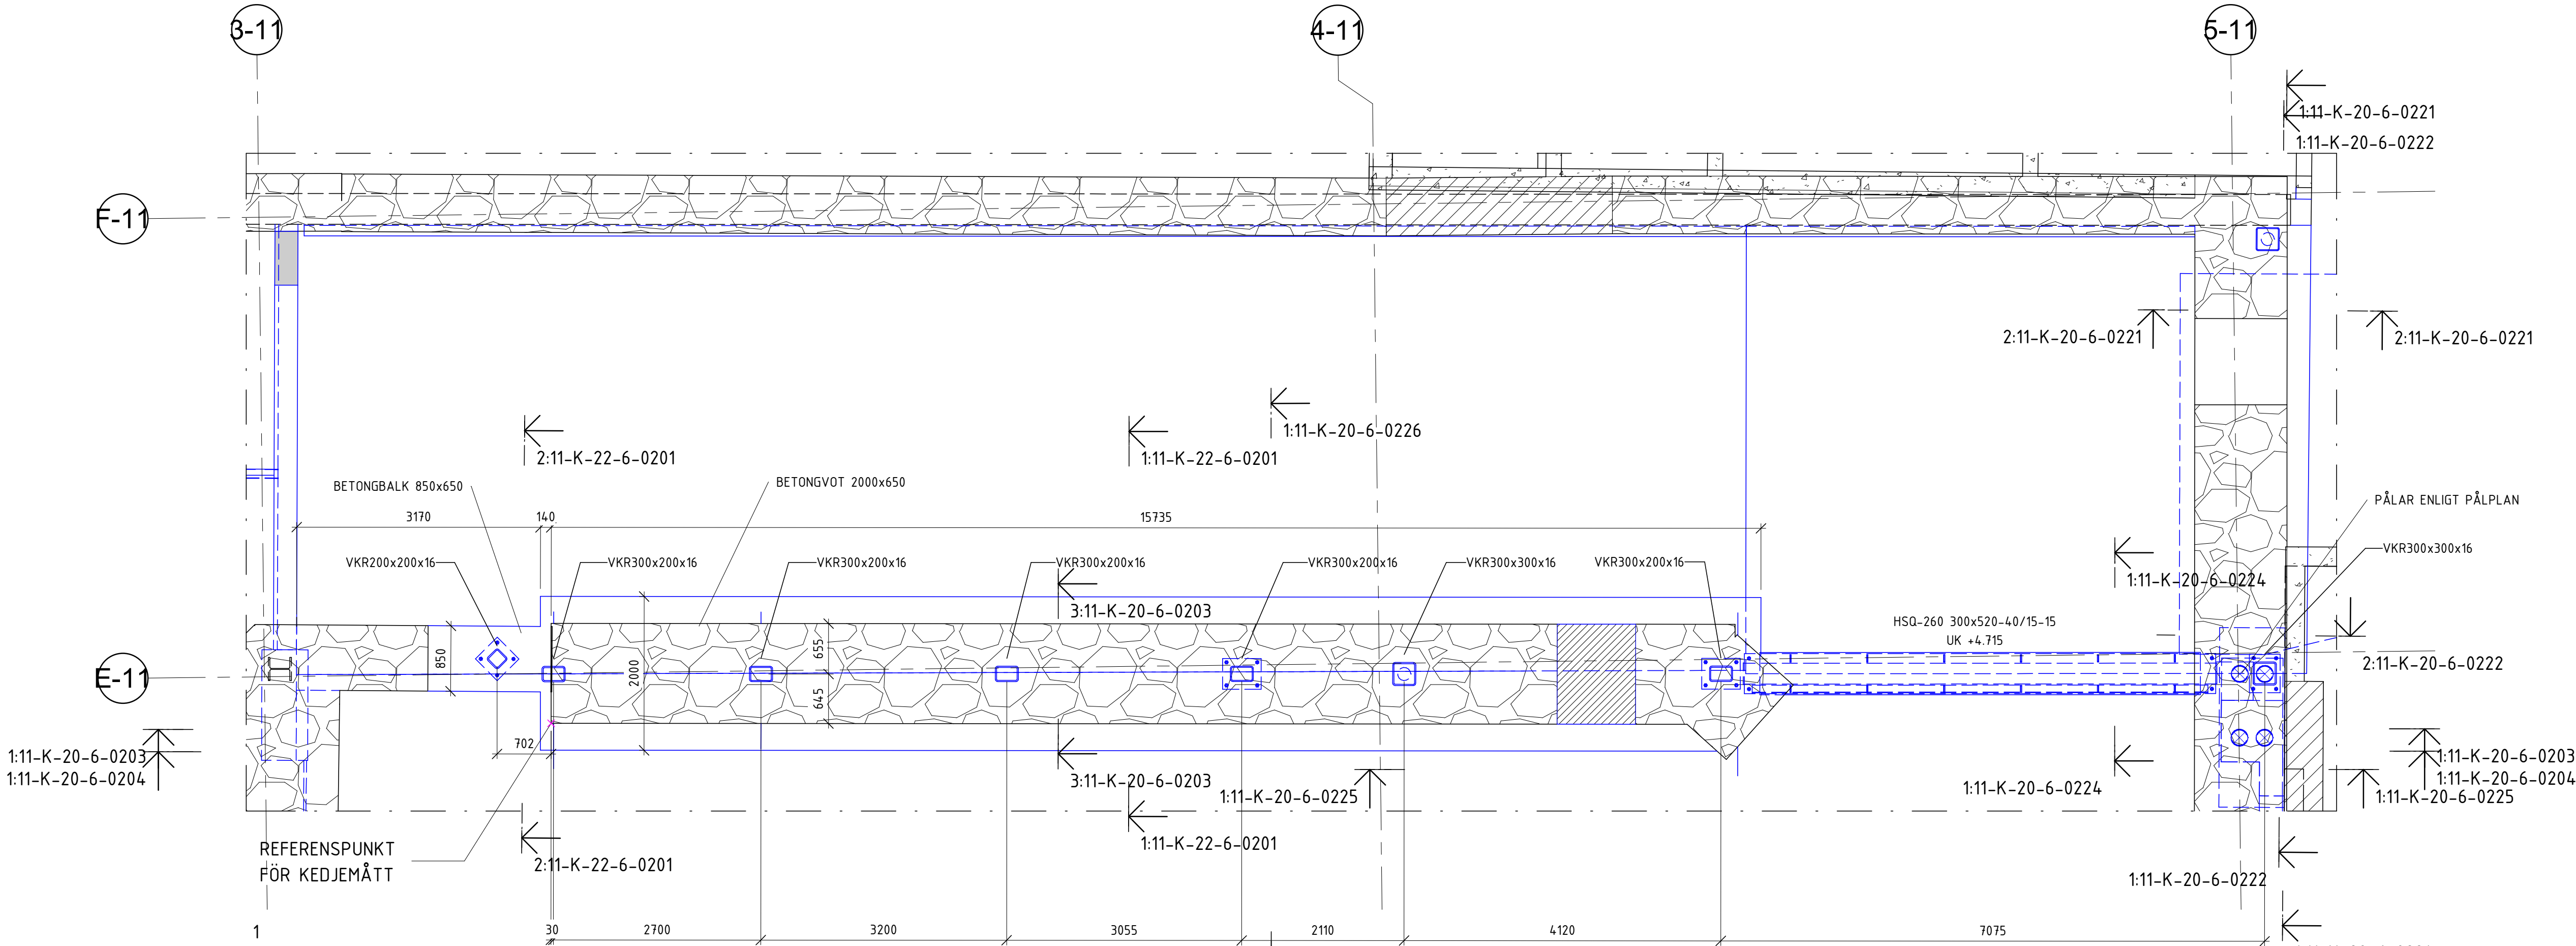 3-11
4-11
5-11
1:11-K-20-6-0221
1:11-K-20-6-0222
F-11
2:11-K-20-6-0221
2:11-K-20-6-0221
1:11-K-20-6-0226
2:11-K-22-6-0201
1:11-K-22-6-0201
BETONGBALK 850x650
BETONGVOT 2000x650
PÅLAR ENLIGT PÅLPLAN
3170
140
15735
VKR200x200x16
VKR300x200x16
VKR300x200x16
VKR300x200x16
VKR300x200x16
VKR300x300x16
VKR300x200x16
VKR300x300x16
1:11-K-20-6-0224
3:11-K-20-6-0203
HSQ-260 300x520-40/15-15
UK +4.715
850
2000
655
645
2:11-K-20-6-0222
E-11
702
1:11-K-20-6-0203
1:11-K-20-6-0204
3:11-K-20-6-0203
1:11-K-20-6-0225
1:11-K-20-6-0224
1:11-K-20-6-0203
1:11-K-20-6-0204
1:11-K-20-6-0225
REFERENSPUNKT
FÖR KEDJEMÅTT
2:11-K-22-6-0201
1:11-K-22-6-0201
1:11-K-20-6-0222
1
30
2700
3200
3055
2110
4120
7075